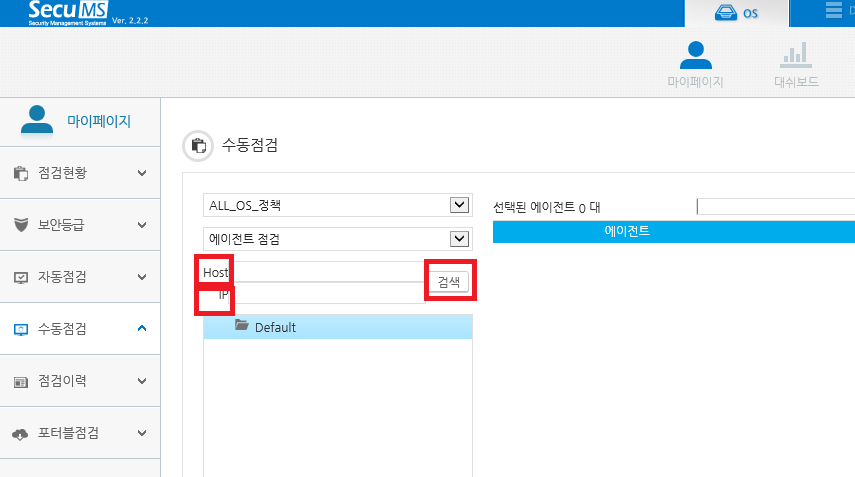 SecuMS
Security Management Systems Ver. 2.2.2
OS
마이페이지
대쉬보드
마이페이지
점검현황
보안등급
자동점검
수동점검
점검이력
포터블점검
수동점검
ALL_OS_정책
에이전트 점검
Host
IP
검색
Default
선택된 에이전트 0 대
에이전트